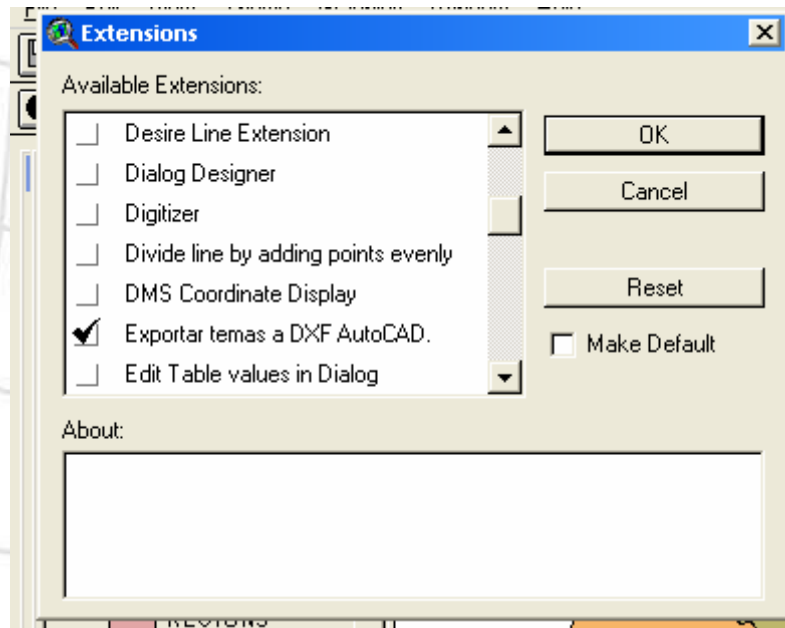 Extensions
Available Extensions:
Desire Line Extension
Dialog Designer
Digitizer
Divide line by adding points evenly
DMS Coordinate Display
Exportar temas a DXF AutoCAD.
Edit Table values in Dialog
OK
Cancel
Reset
Make Default
About:
REGIONS